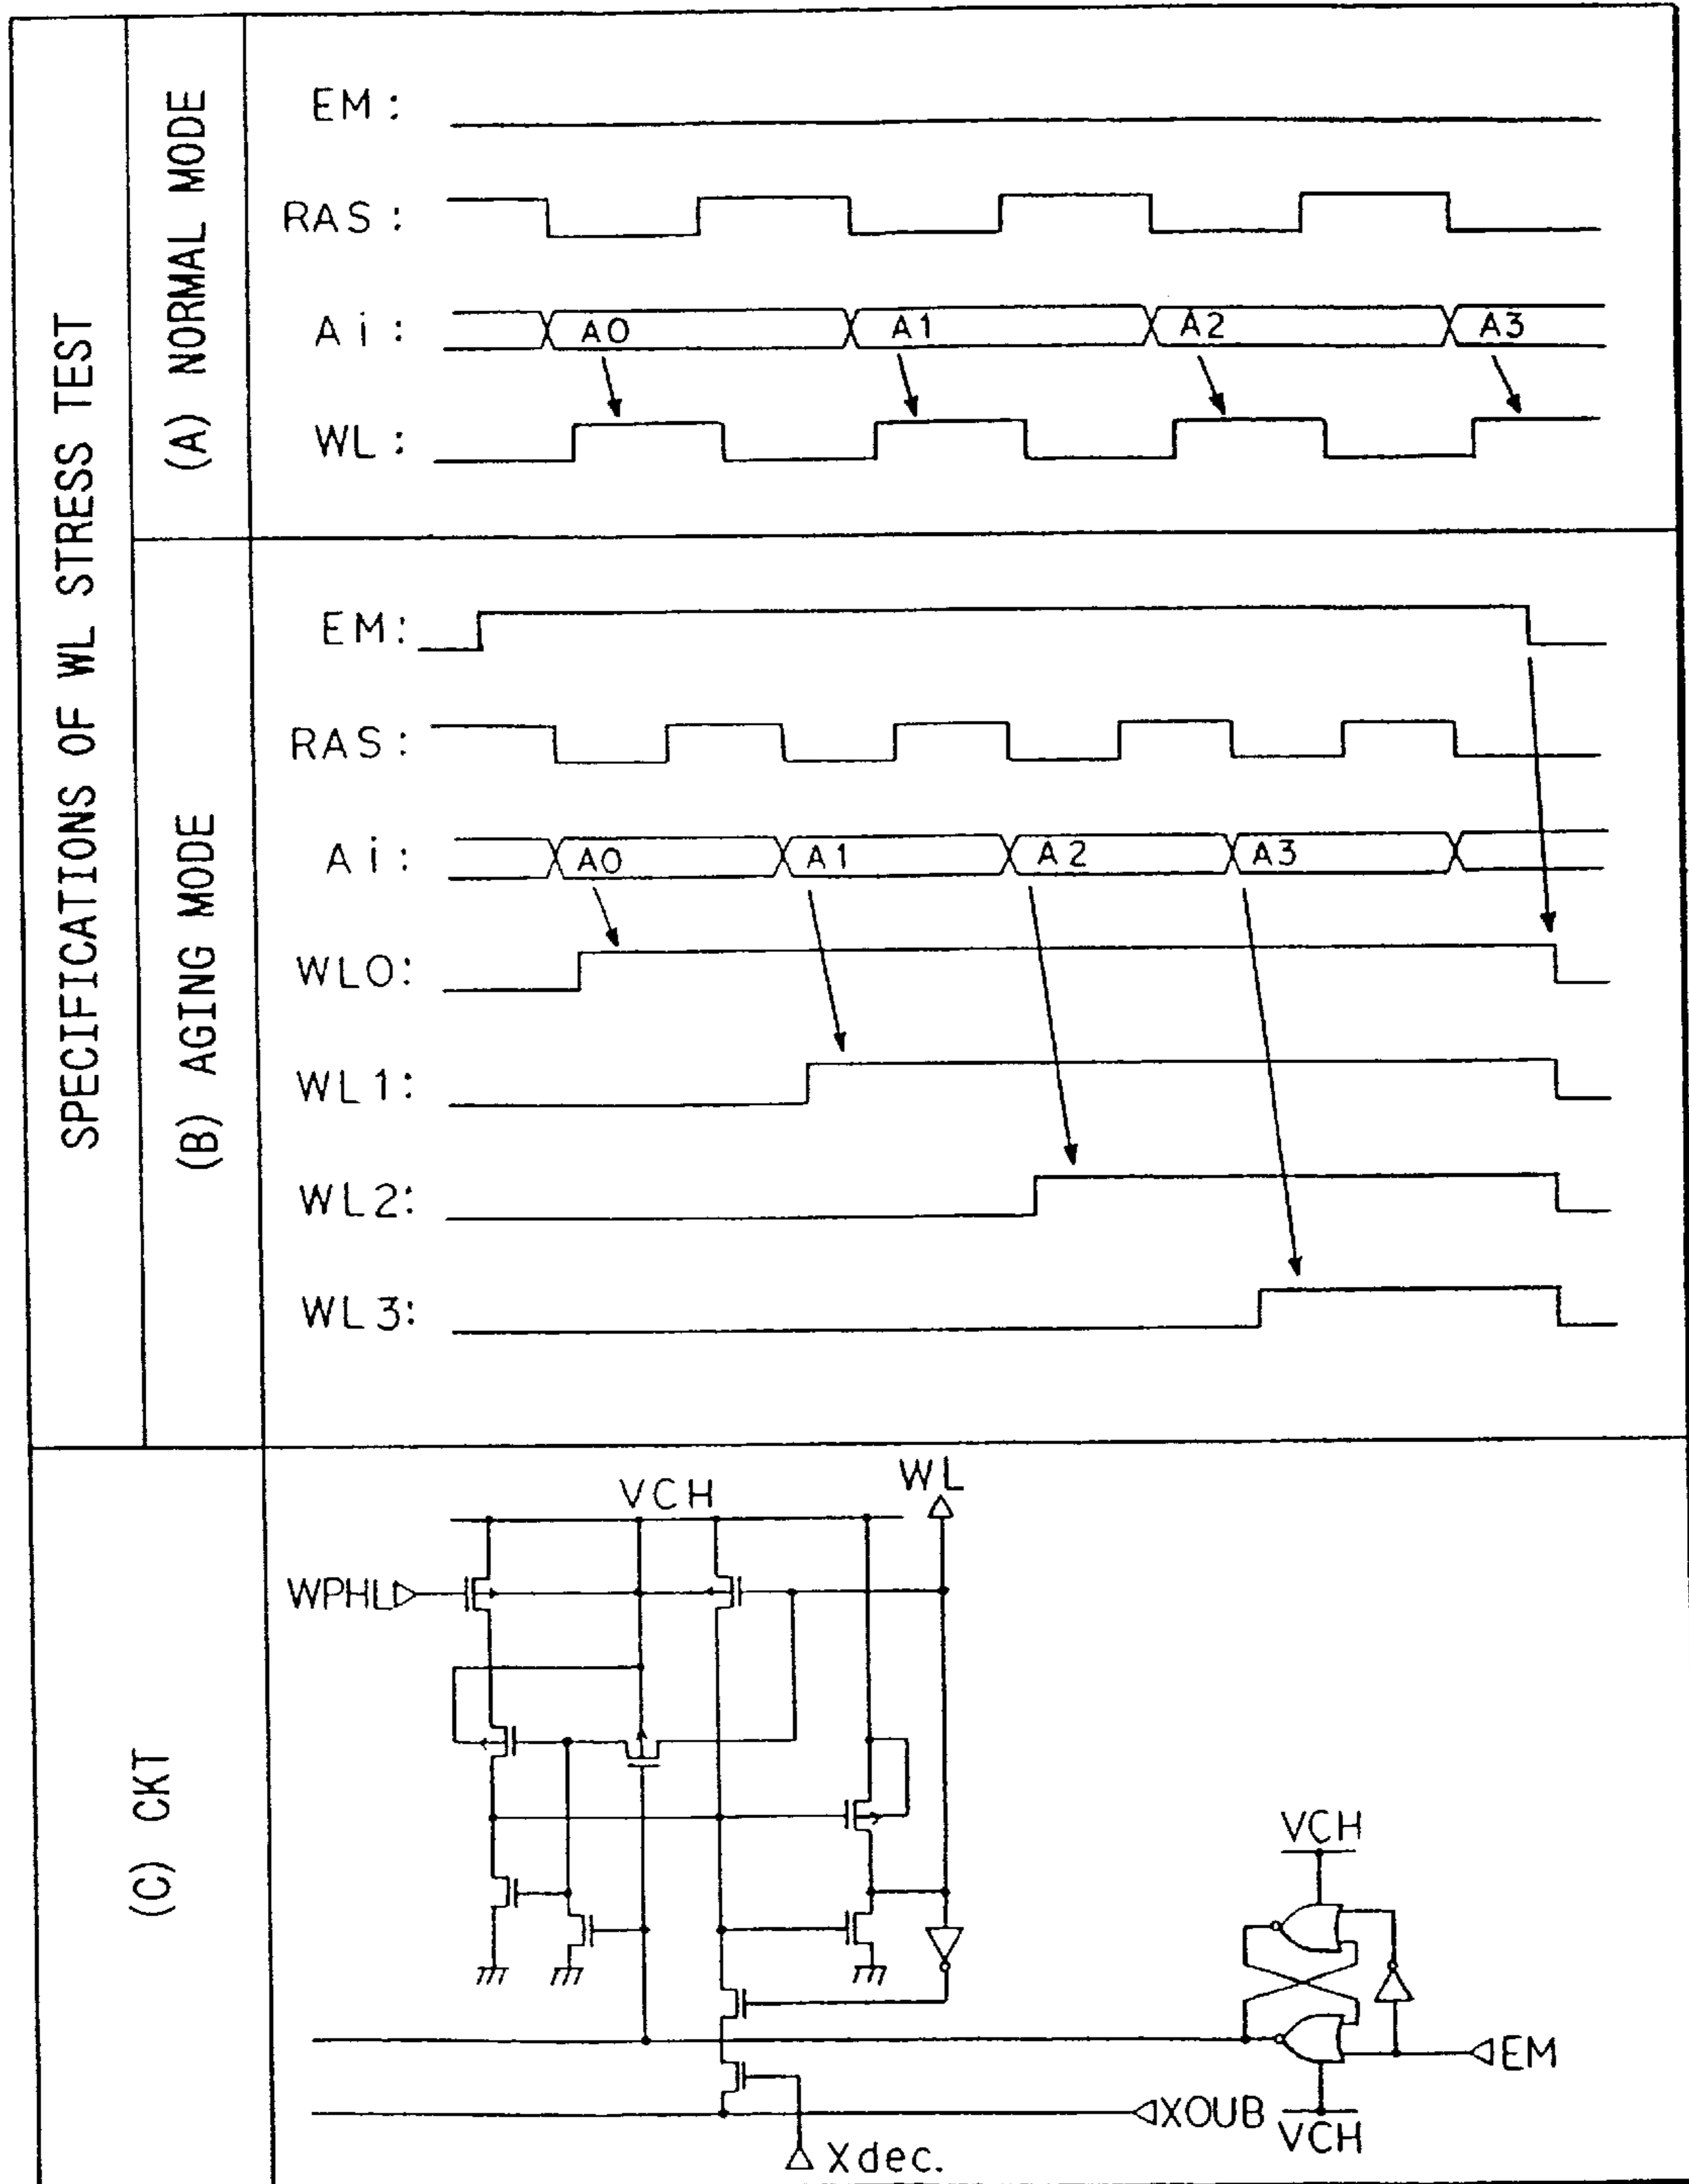 SPECIFICATIONS OF WL STRESS TEST
(A) NORMAL MODE
EM:
RAS:
Ai:
A0
A1
A2
A3
WL:
(B) AGING MODE
EM:
RAS:
Ai:
A0
A1
A2
A3
WL0:
WL1:
WL2:
WL3:
(C) CKT
VCH
WL
WPHL
VCH
EM
XOUB
VCH
Xdec.